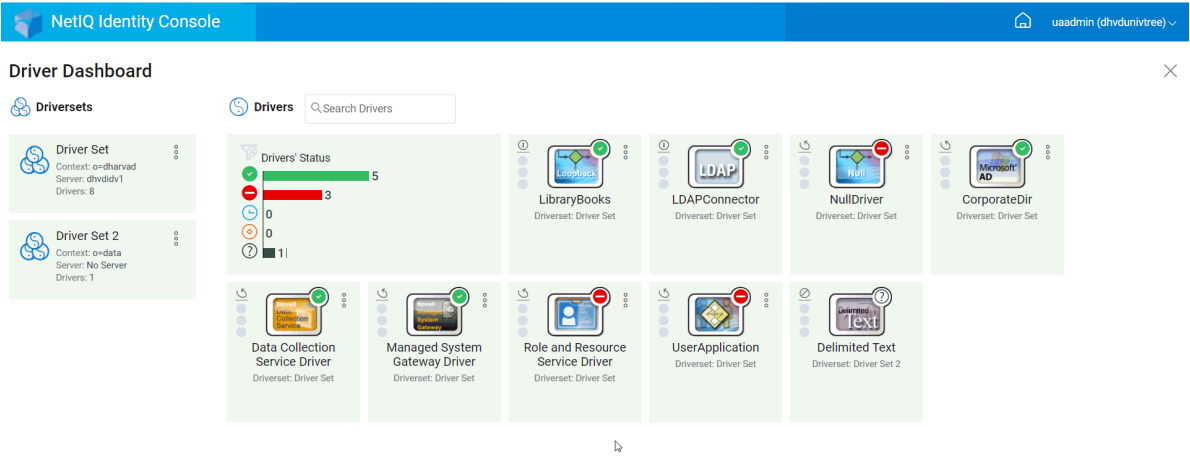 NetIQ Identity Console
uaadmin (dhvdunivtree)
Driver Dashboard
Driversets
Drivers
Search Drivers
Driver Set
Context: o=dharvad
Server: dhvdidv1
Drivers: 8
Driver Set 2
Context: o=data
Server: No Server
Drivers: 1
Drivers' Status
5
3
0
0
1
Loopback
LibraryBooks
Driverset: Driver Set
LDAP
LDAPConnector
Driverset: Driver Set
Null
NullDriver
Driverset: Driver Set
Microsoft
AD
CorporateDir
Driverset: Driver Set
Novell
Data
Collection
Service
Data Collection
Service Driver
Driverset: Driver Set
Novell
Managed
System
Gateway
Managed System
Gateway Driver
Driverset: Driver Set
Role and Resource
Service Driver
Driverset: Driver Set
UserApplication
Driverset: Driver Set
Delimited
Text
Delimited Text
Driverset: Driver Set 2